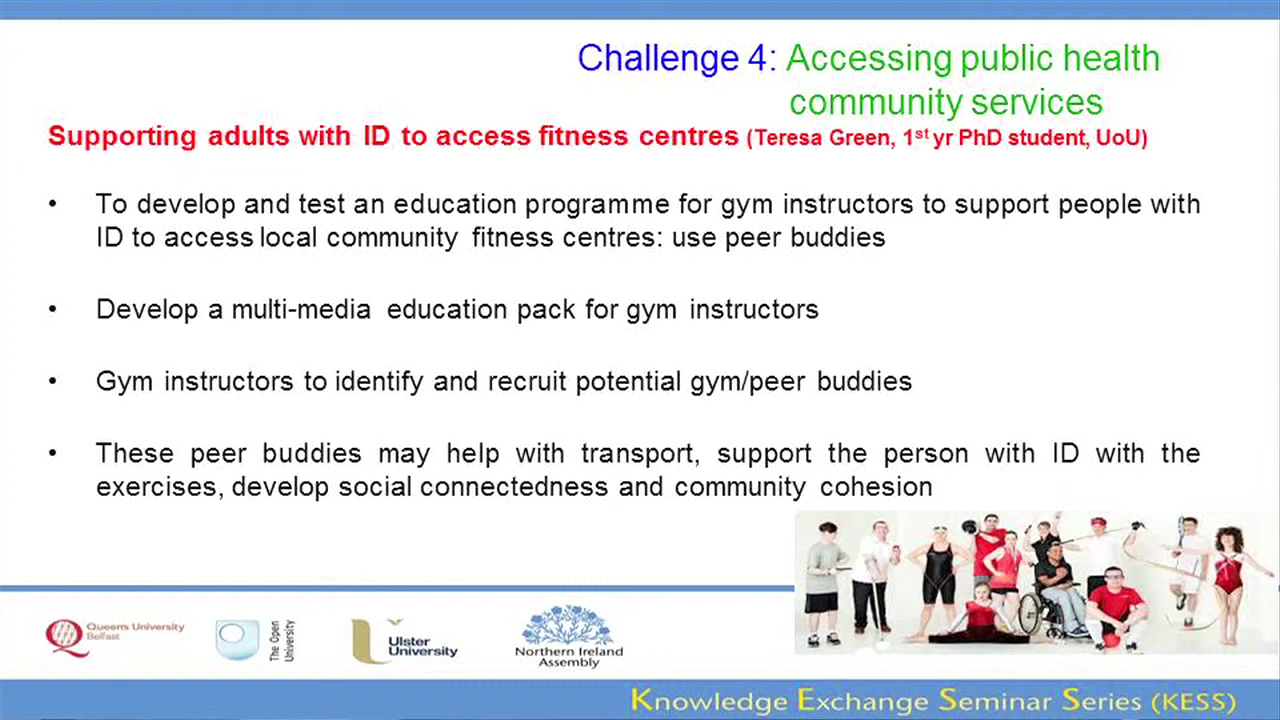 Challenge 4: Accessing public health
community services
Supporting adults with ID to access fitness centres (Teresa Green, 1st yr PhD student, UoU)
• To develop and test an education programme for gym instructors to support people with
ID to access local community fitness centres: use peer buddies
• Develop a multi-media education pack for gym instructors
• Gym instructors to identify and recruit potential gym/peer buddies
• These peer buddies may help with transport, support the person with ID with the
exercises, develop social connectedness and community cohesion
Queen's University
Belfast
The Open
University
Ulster
University
Northern Ireland
Assembly
Knowledge Exchange Seminar Series (KESS)